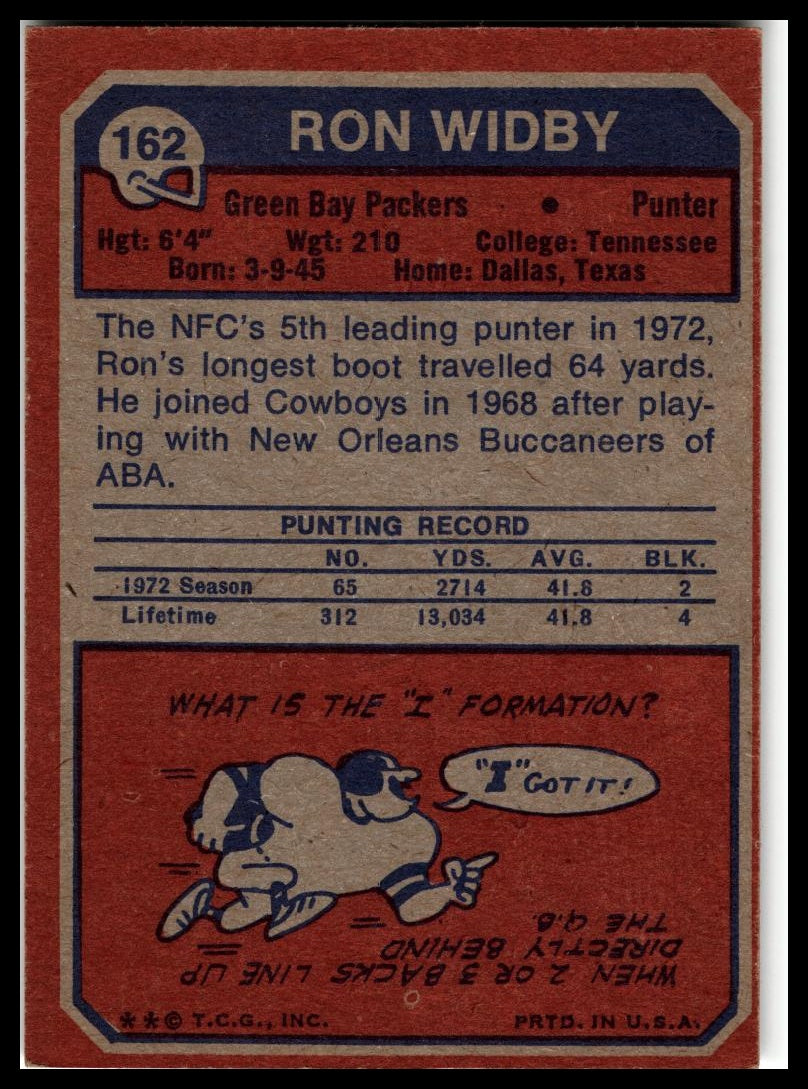 162
RON WIDBY
Green Bay Packers • Punter
Hgt: 6'4" Wgt: 210 College: Tennessee
Born: 3-9-45 Home: Dallas, Texas
The NFC's 5th leading punter in 1972,
Ron's longest boot travelled 64 yards.
He joined Cowboys in 1968 after play-
ing with New Orleans Buccaneers of
ABA.
PUNTING RECORD
NO. YDS. AVG. BLK.
1972 Season 65 2714 41.8 2
Lifetime 312 13,034 41.8 4
WHAT IS THE "I" FORMATION?
"I" GOT IT!
WHEN 2 OR 3 BACKS LINE UP
DIRECTLY BEHIND
THE Q.B.
**© T.C.G., INC. PRTD. IN U.S.A.